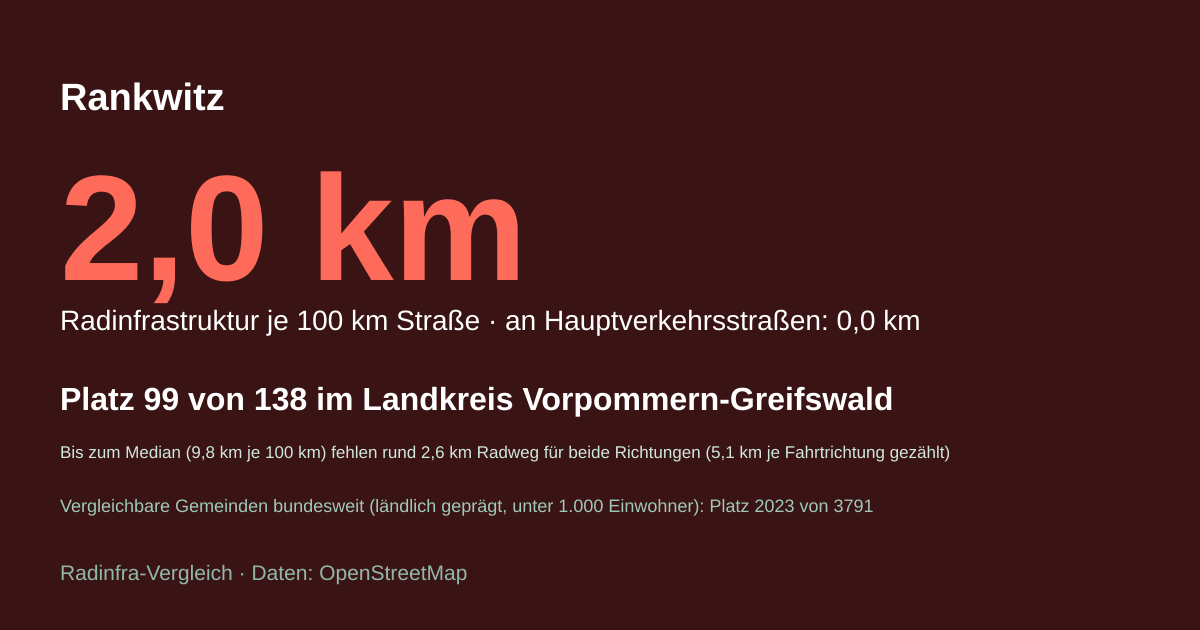 Rankwitz
2,0 km
Radinfrastruktur je 100 km Straße · an Hauptverkehrsstraßen: 0,0 km
Platz 99 von 138 im Landkreis Vorpommern-Greifswald
Bis zum Median (9,8 km je 100 km) fehlen rund 2,6 km Radweg für beide Richtungen (5,1 km je Fahrtrichtung gezählt)
Vergleichbare Gemeinden bundesweit (ländlich geprägt, unter 1.000 Einwohner): Platz 2023 von 3791
Radinfra-Vergleich · Daten: OpenStreetMap